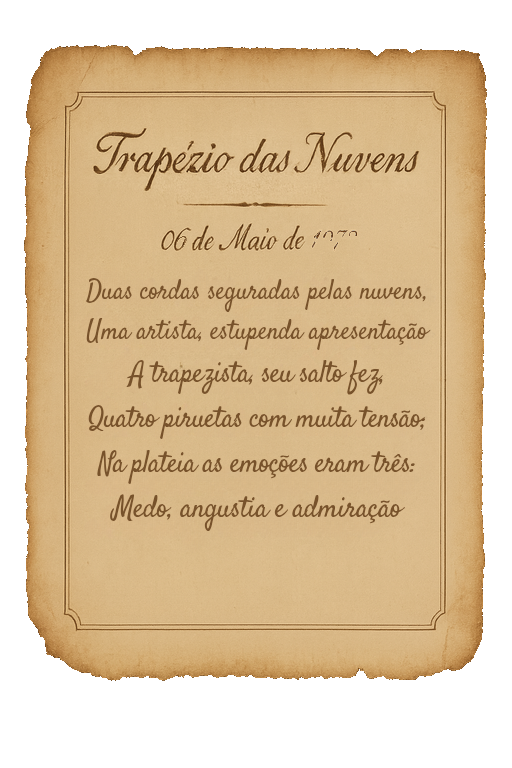 Trapézio das Nuvens
06 de Maio de
Duas cordas seguradas pelas nuvens,
Uma artista, estupenda apresentação
A trapezista, seu salto fez,
Quatro piruetas com muita tensão;
Na plateia as emoções eram três:
Medo, angustia e admiração